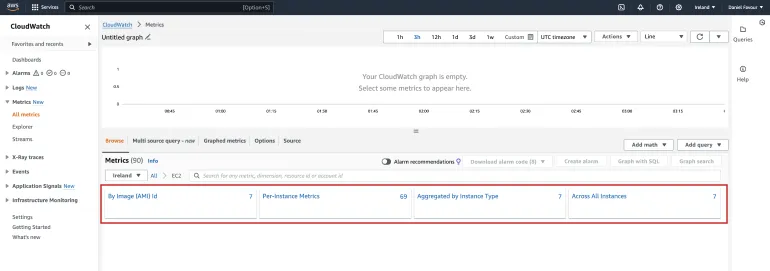 aws Services Search [Option+S] Ireland Daniel Favour
CloudWatch
Favorites and recents
Dashboards
Alarms 0 0 0
Logs New
Metrics New
All metrics
Explorer
Streams
X-Ray traces
Events
Application Signals New
Infrastructure Monitoring
Settings
Getting Started
What's new
CloudWatch Metrics
Untitled graph
1h 3h 12h 1d 3d 1w Custom UTC timezone Actions Line
Your CloudWatch graph is empty.
Select some metrics to appear here.
1
0.5
0
00:45 01:00 01:15 01:30 01:45 02:00 02:15 02:30 02:45 03:00 03:15
Browse Multi source query - new Graphed metrics Options Source
Add math Add query
Metrics (90) Info
Alarm recommendations Download alarm code (0) Create alarm Graph with SQL Graph search
Ireland All EC2 Search for any metric, dimension, resource id or account id
By Image (AMI) Id 7
Per-Instance Metrics 69
Aggregated by Instance Type 7
Across All Instances 7
Queries
Help